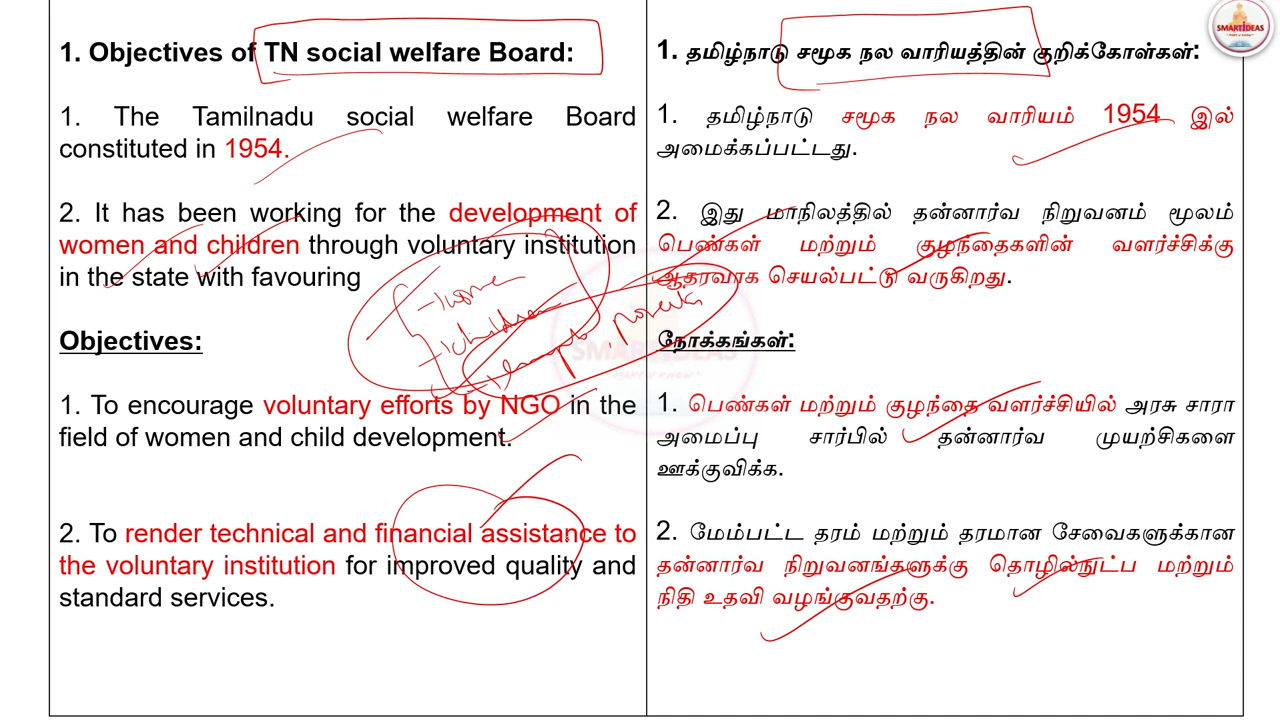 1. Objectives of TN social welfare Board:
1. The Tamilnadu social welfare Board
constituted in 1954.
2. It has been working for the development of
women and children through voluntary institution
in the state with favouring
Objectives:
1. To encourage voluntary efforts by NGO in the
field of women and child development.
2. To render technical and financial assistance to
the voluntary institution for improved quality and
standard services.
1. தமிழ்நாடு சமூக நல வாரியத்தின் குறிக்கோள்கள்:
1. தமிழ்நாடு சமூக நல வாரியம் 1954 இல்
அமைக்கப்பட்டது.
2. இது மாநிலத்தில் தன்னார்வ நிறுவனம் மூலம்
பெண்கள் மற்றும் குழந்தைகளின் வளர்ச்சிக்கு
ஆதரவாக செயல்பட்டு வருகிறது.
நோக்கங்கள்:
1. பெண்கள் மற்றும் குழந்தை வளர்ச்சியில் அரசு சாரா
அமைப்பு சார்பில் தன்னார்வ முயற்சிகளை
ஊக்குவிக்க.
2. மேம்பட்ட தரம் மற்றும் தரமான சேவைகளுக்கான
தன்னார்வ நிறுவனங்களுக்கு தொழில்நுட்ப மற்றும்
நிதி உதவி வழங்குவதற்கு.
SMARTIDEAS
SMARTIDEAS